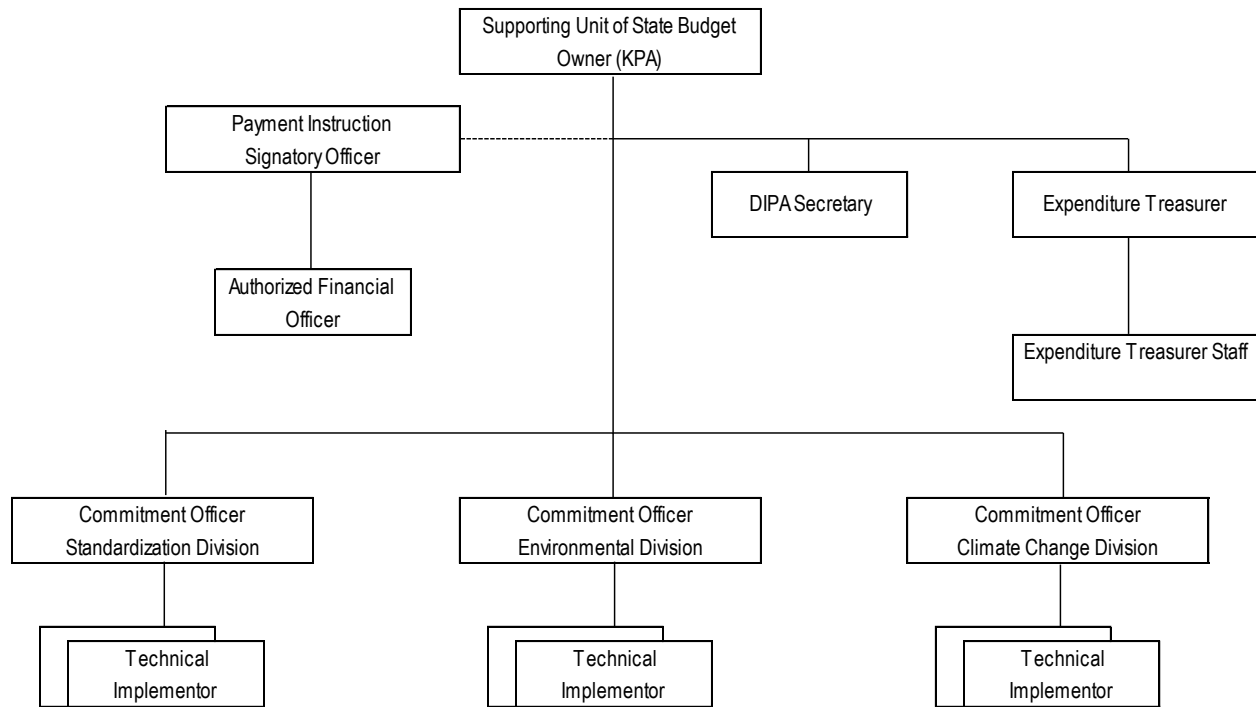 Supporting Unit of State Budget
Owner (KPA)
Payment Instruction
Signatory Officer
DIPA Secretary
Expenditure Treasurer
Authorized Financial
Officer
Expenditure Treasurer Staff
Commitment Officer
Standardization Division
Commitment Officer
Environmental Division
Commitment Officer
Climate Change Division
Technical
Implementor
Technical
Implementor
Technical
Implementor